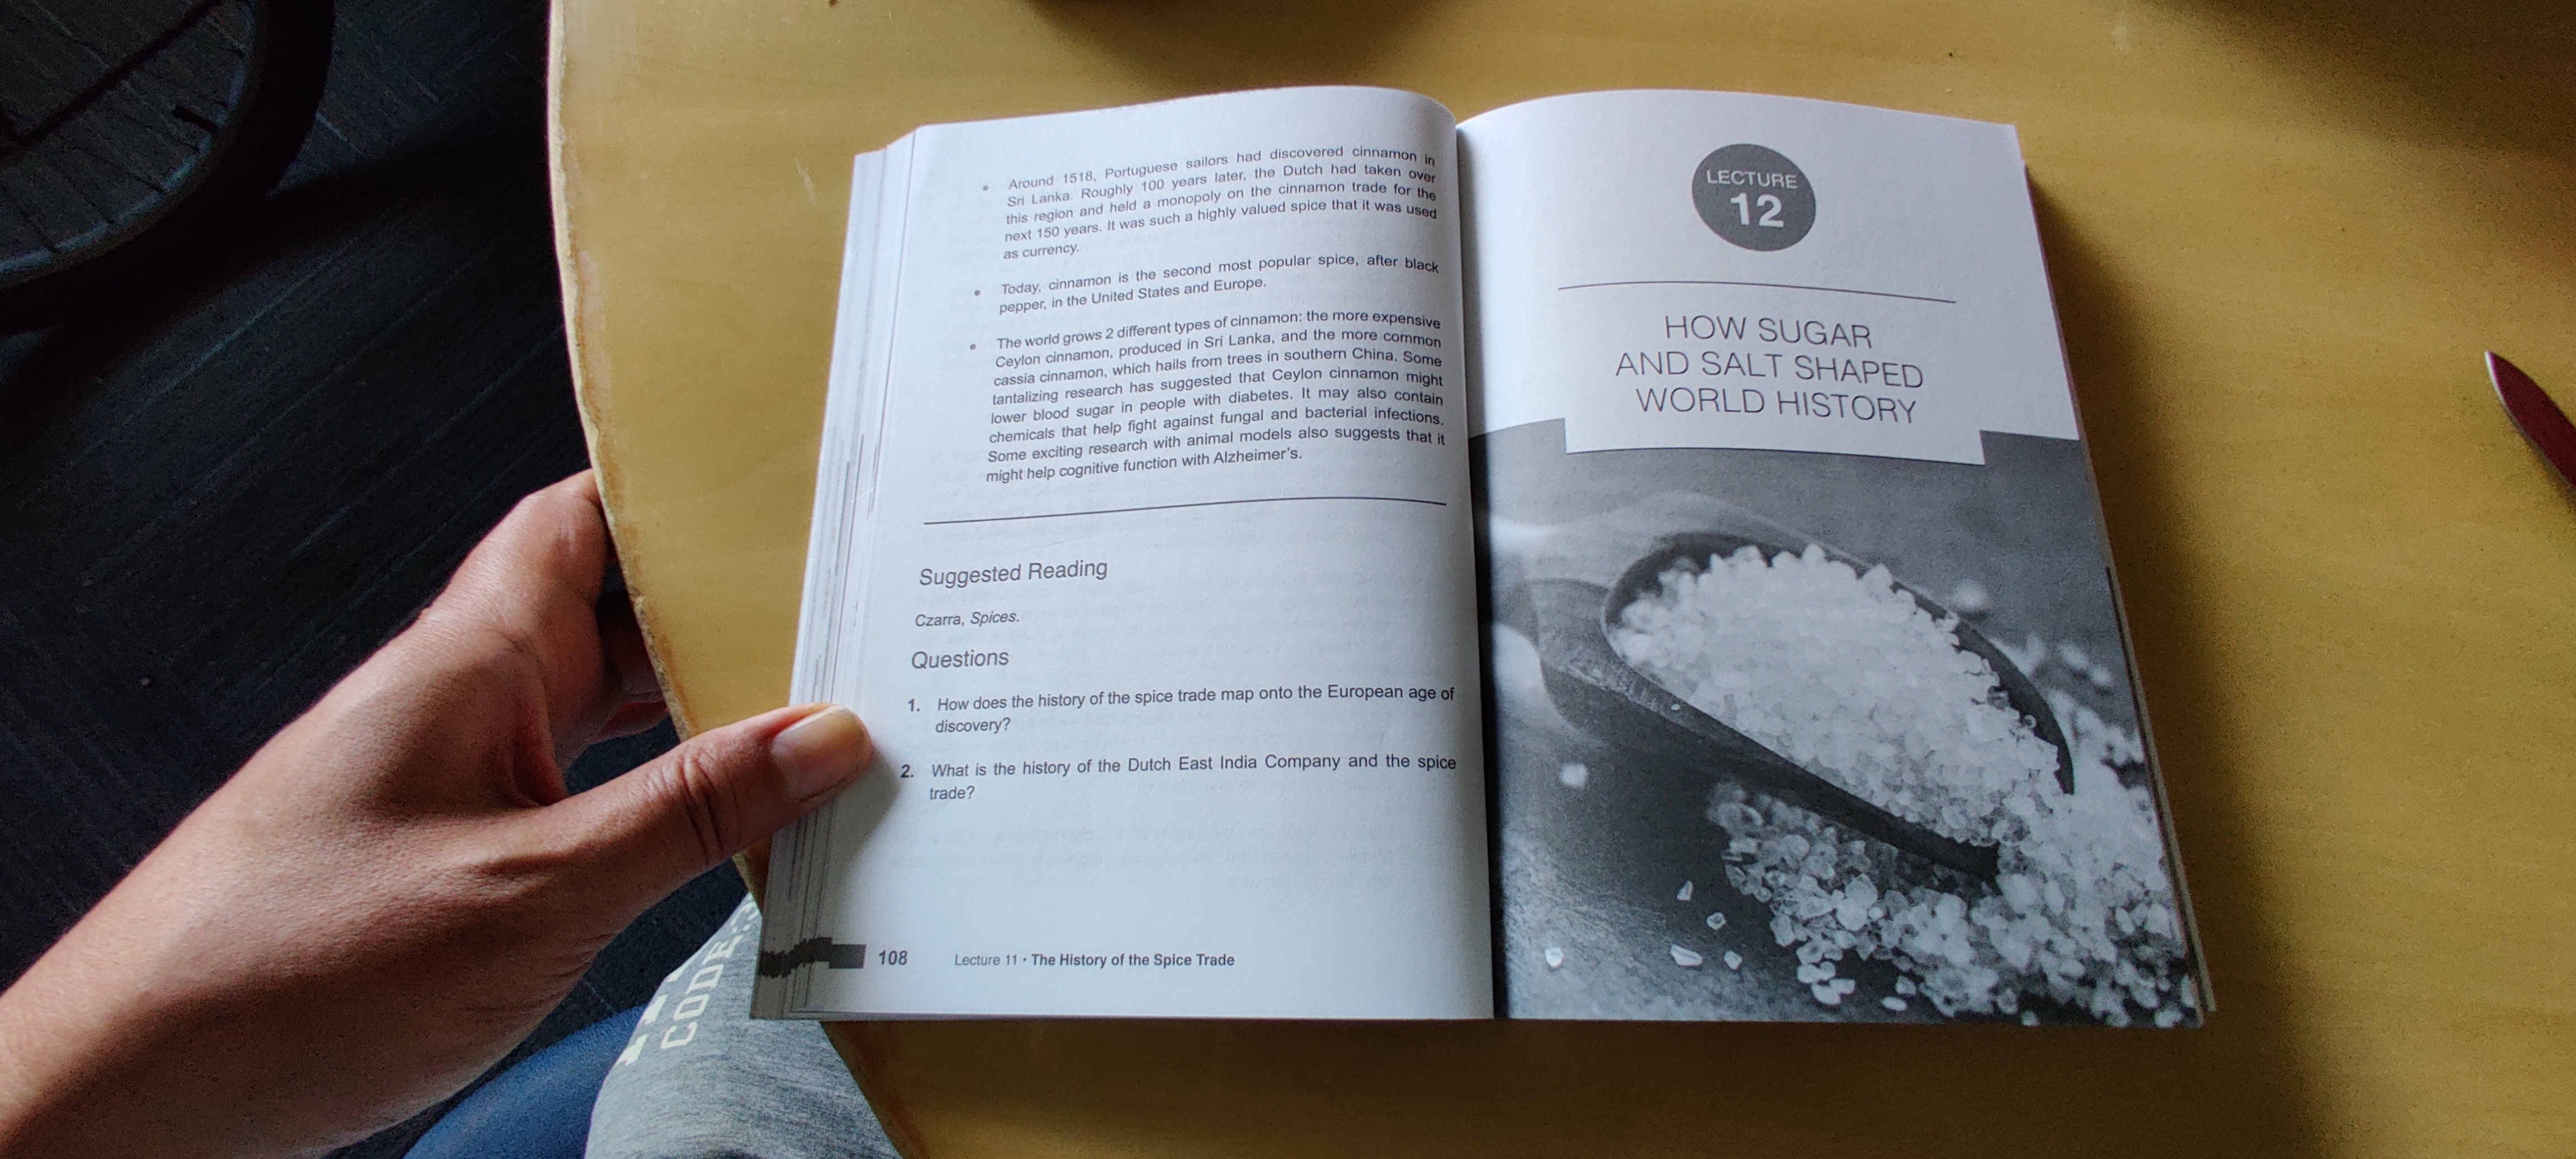 • Around 1518, Portuguese sailors had discovered cinnamon in
Sri Lanka. Roughly 100 years later, the Dutch had taken over
this region and held a monopoly on the cinnamon trade for the
next 150 years. It was such a highly valued spice that it was used
as currency.
• Today, cinnamon is the second most popular spice, after black
pepper, in the United States and Europe.
• The world grows 2 different types of cinnamon: the more expensive
Ceylon cinnamon, produced in Sri Lanka, and the more common
cassia cinnamon, which hails from trees in southern China. Some
tantalizing research has suggested that Ceylon cinnamon might
lower blood sugar in people with diabetes. It may also contain
chemicals that help fight against fungal and bacterial infections.
Some exciting research with animal models also suggests that it
might help cognitive function with Alzheimer's.
Suggested Reading
Czarra, Spices.
Questions
1. How does the history of the spice trade map onto the European age of
discovery?
2. What is the history of the Dutch East India Company and the spice
trade?
108 Lecture 11 • The History of the Spice Trade
LECTURE
12
HOW SUGAR
AND SALT SHAPED
WORLD HISTORY
CODE